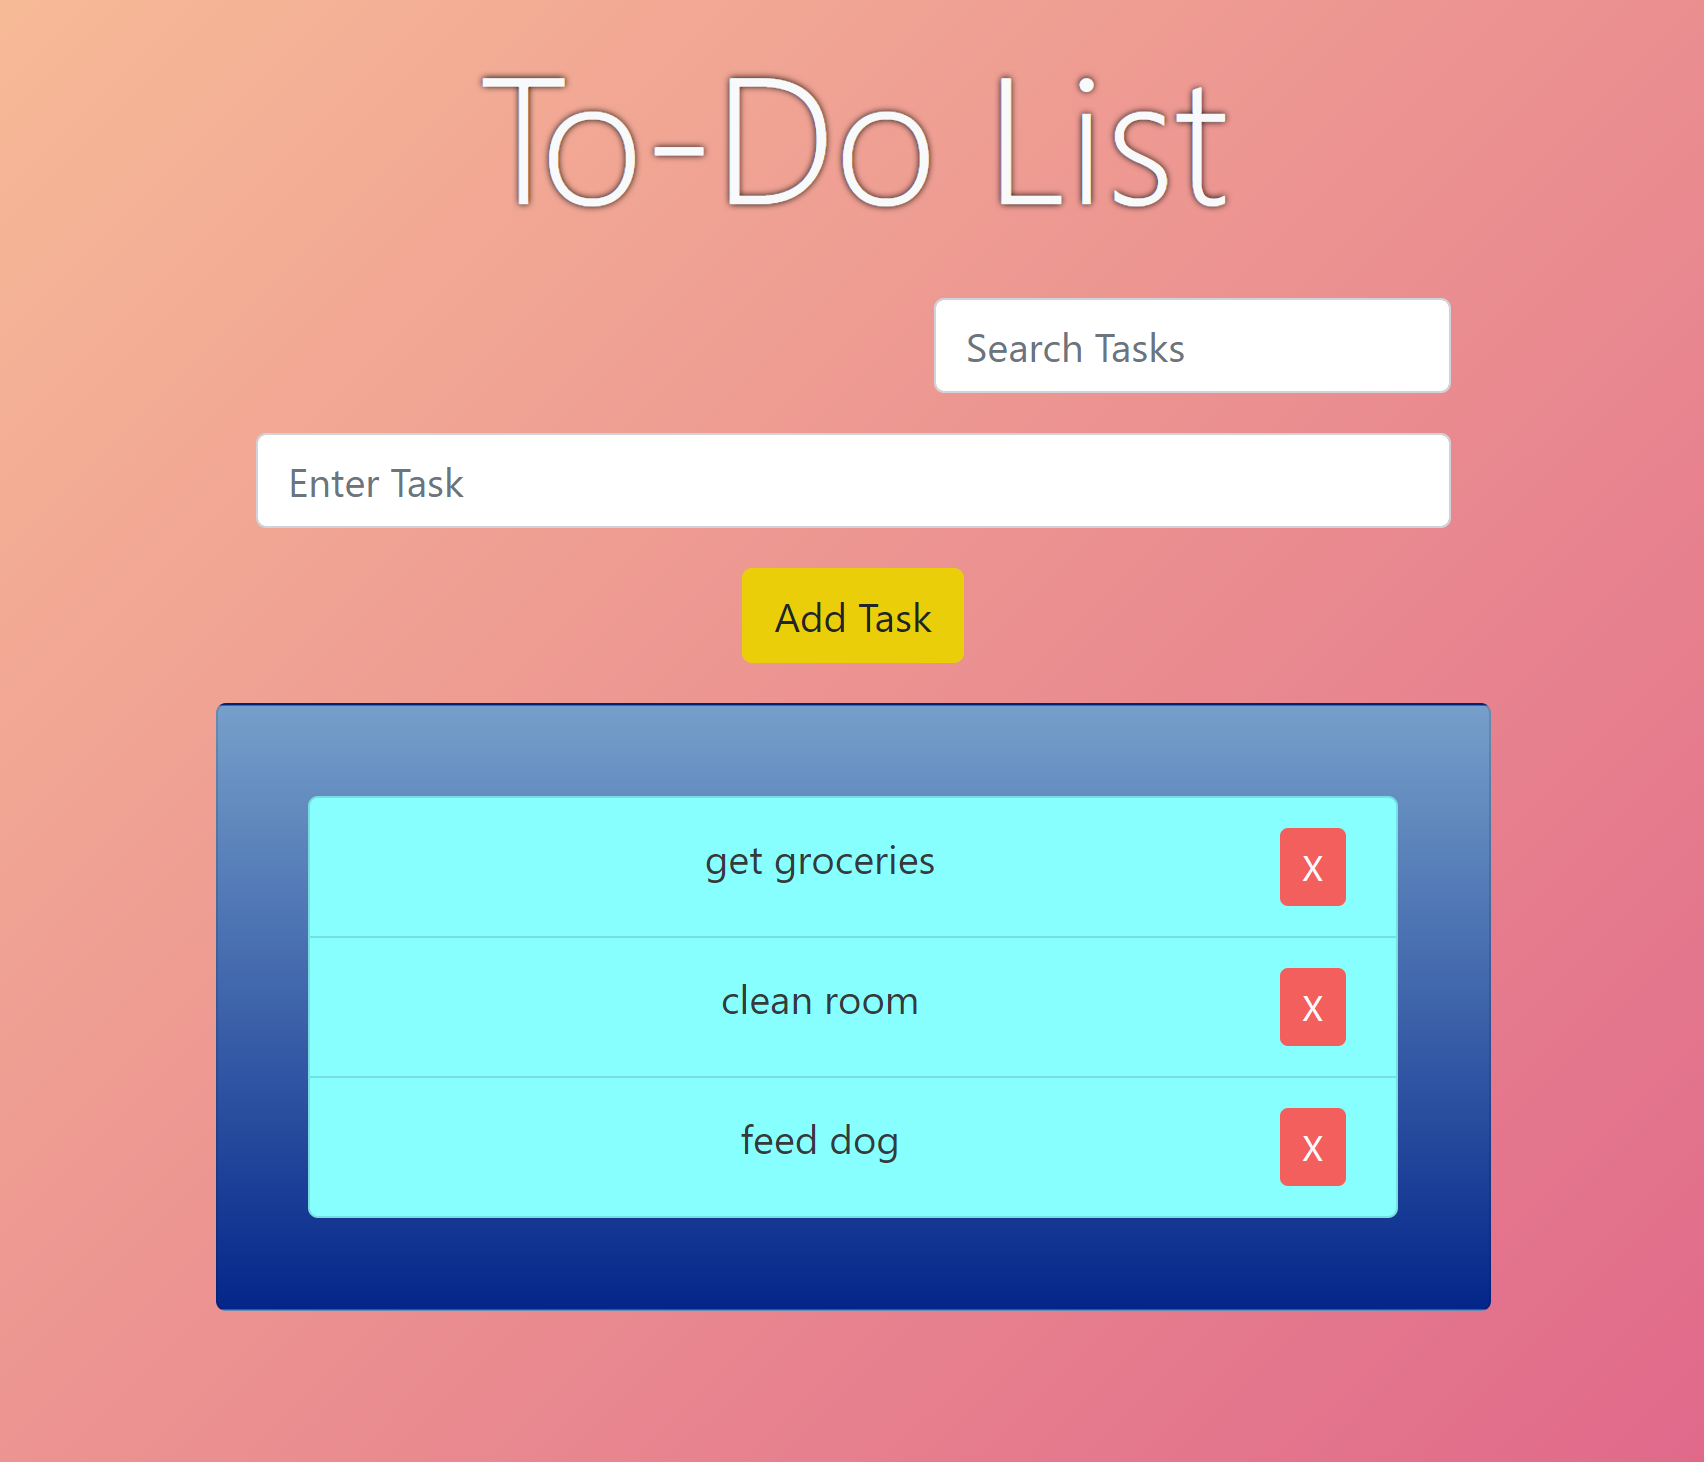 To-Do List
Search Tasks
Enter Task
Add Task
get groceries X
clean room X
feed dog X